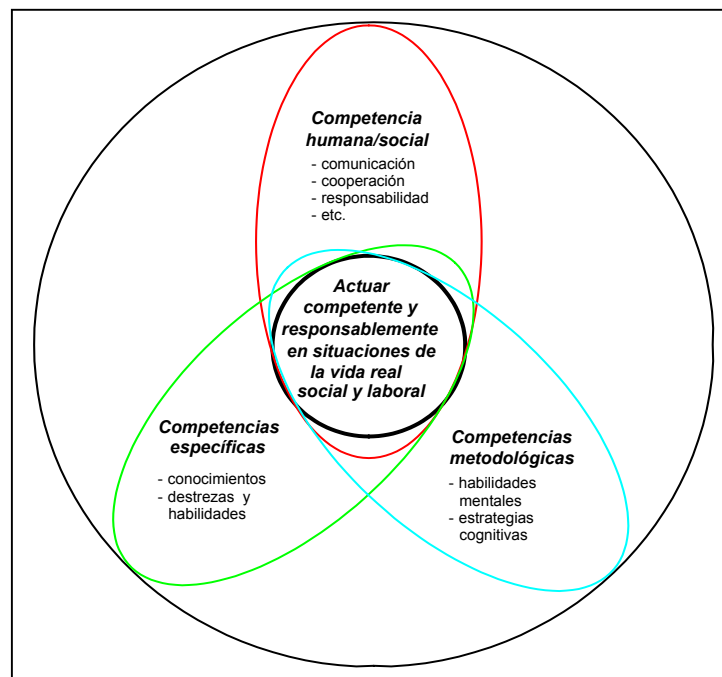 Competencia
humana/social
- comunicación
- cooperación
- responsabilidad
- etc.
Actuar
competente y
responsablemente
en situaciones de
la vida real
social y laboral
Competencias
específicas
- conocimientos
- destrezas y
habilidades
Competencias
metodológicas
- habilidades
mentales
- estrategias
cognitivas